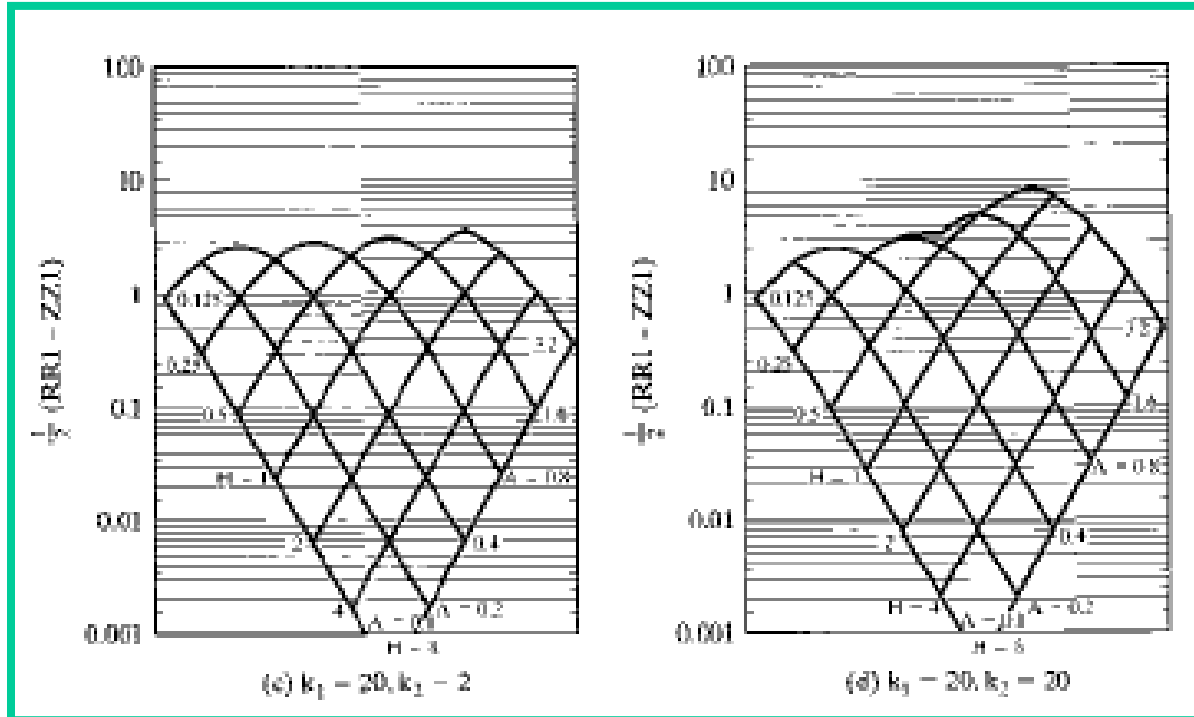 100
10
1
0.1
0.01
0.001
(RR1 - ZZ1)
0.125
0.25
0.5
H - 1
2
4
A = 0.2
0.4
A = 0.8
1.6
3.2
(c) k1 = 20, k2 = 2
100
10
1
0.1
0.01
0.001
(RR1 - ZZ1)
0.125
0.25
0.5
H - 1
2
H - 4
A = 0.2
0.4
A = 0.8
1.6
(d) k1 = 20, k2 = 20